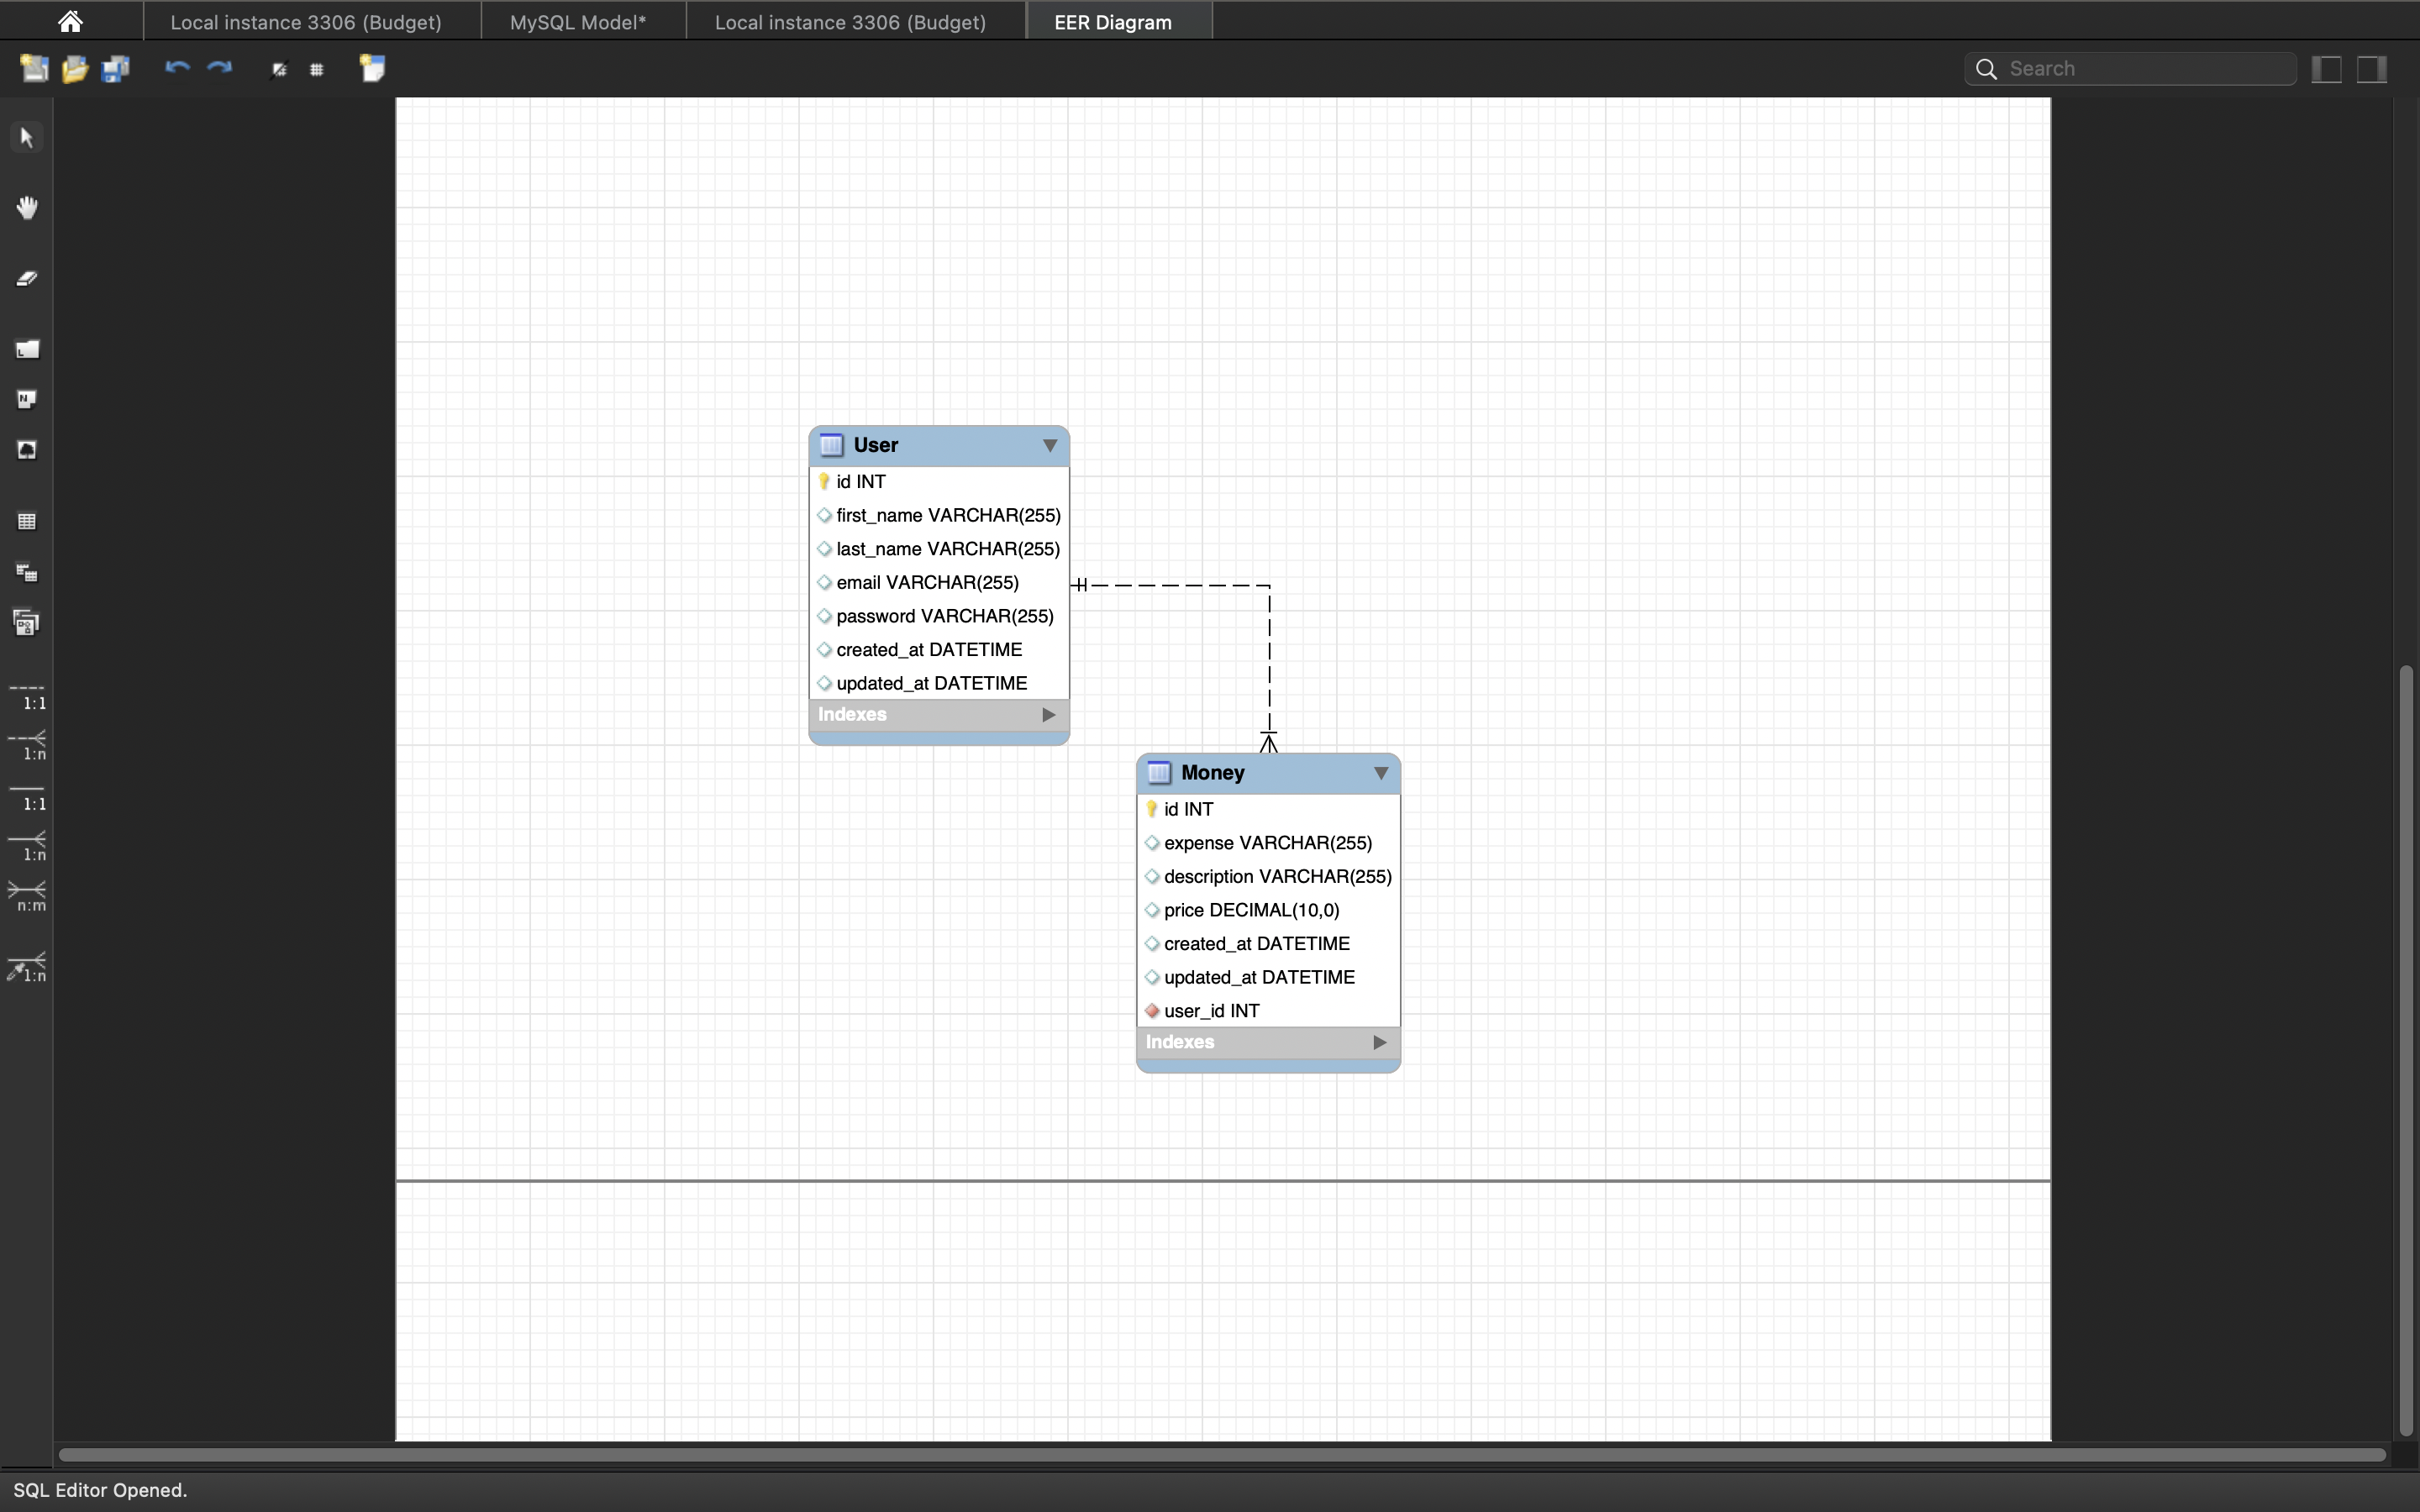 Local instance 3306 (Budget)
MySQL Model*
Local instance 3306 (Budget)
EER Diagram
Search
L
N
1:1
1:n
1:1
1:n
n:m
1:n
User
id INT
first_name VARCHAR(255)
last_name VARCHAR(255)
email VARCHAR(255)
password VARCHAR(255)
created_at DATETIME
updated_at DATETIME
Indexes
Money
id INT
expense VARCHAR(255)
description VARCHAR(255)
price DECIMAL(10,0)
created_at DATETIME
updated_at DATETIME
user_id INT
Indexes
SQL Editor Opened.